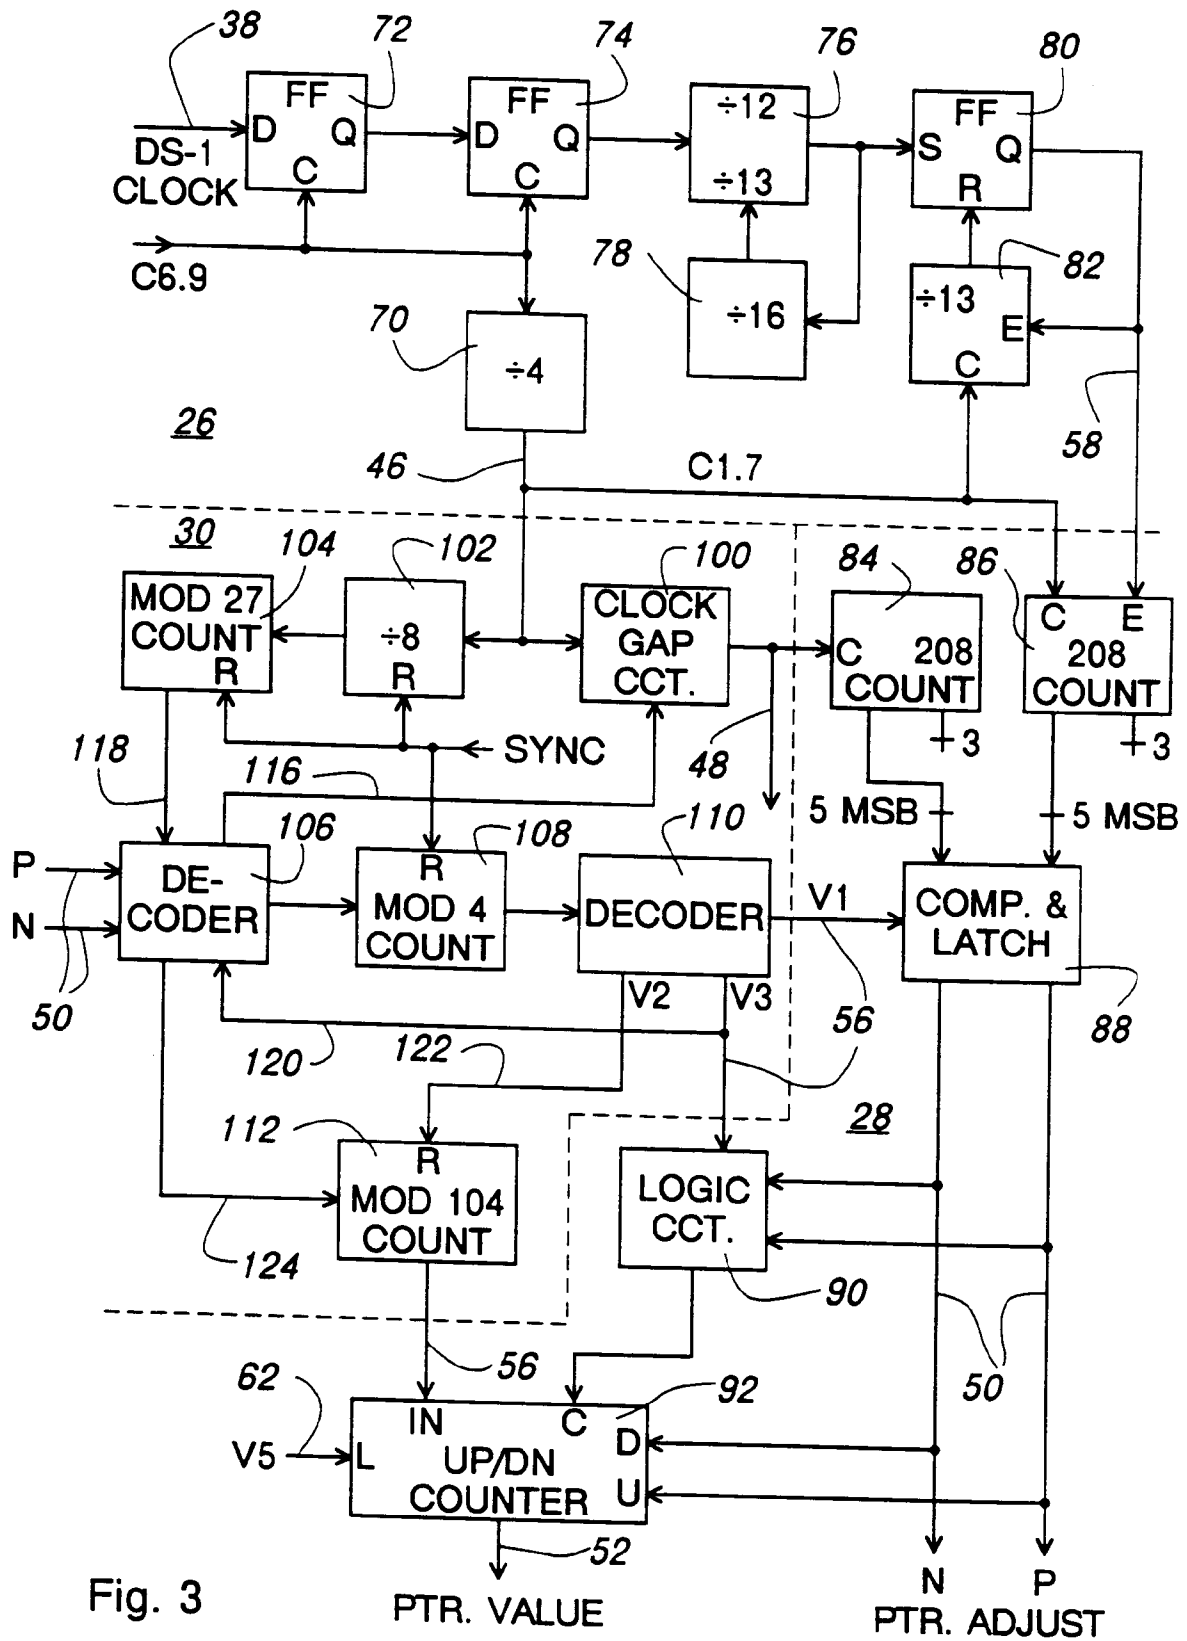 38
72
74
76
80
FF
D
Q
C
DS-1
CLOCK
FF
D
Q
C
÷12
÷13
FF
S
Q
R
C6.9
78
÷16
82
÷13
E
C
70
÷4
58
26
46
C1.7
30
104
102
100
84
86
MOD 27
COUNT
R
÷8
R
CLOCK
GAP
CCT.
C 208
COUNT
C E
208
COUNT
3
3
118
SYNC
116
48
5 MSB
5 MSB
P
N
50
106
DE-
CODER
108
R
MOD 4
COUNT
110
DECODER
V1
COMP. &
LATCH
V2
V3
56
88
120
122
28
112
R
MOD 104
COUNT
LOGIC
CCT.
124
90
56
50
62
92
V5
IN
C
D
L
UP/DN
COUNTER
U
52
N
P
Fig. 3
PTR. VALUE
PTR. ADJUST